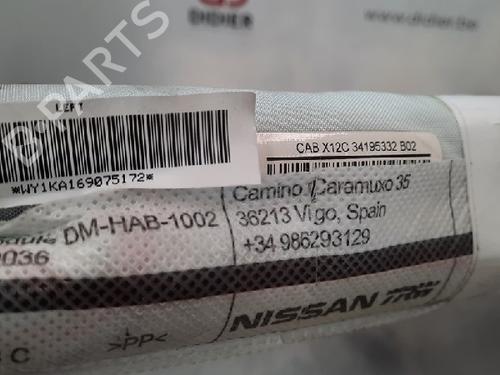 DIDIER
www.didier.be
B-PARTS
LEFT
*WY1KA169075172*
CAB X12C 34195332 B02
DM-HAB-1002
Camino Caramuxo 35
36213 Vigo, Spain
+34 986293129
NISSAN TRW
>PP<
C